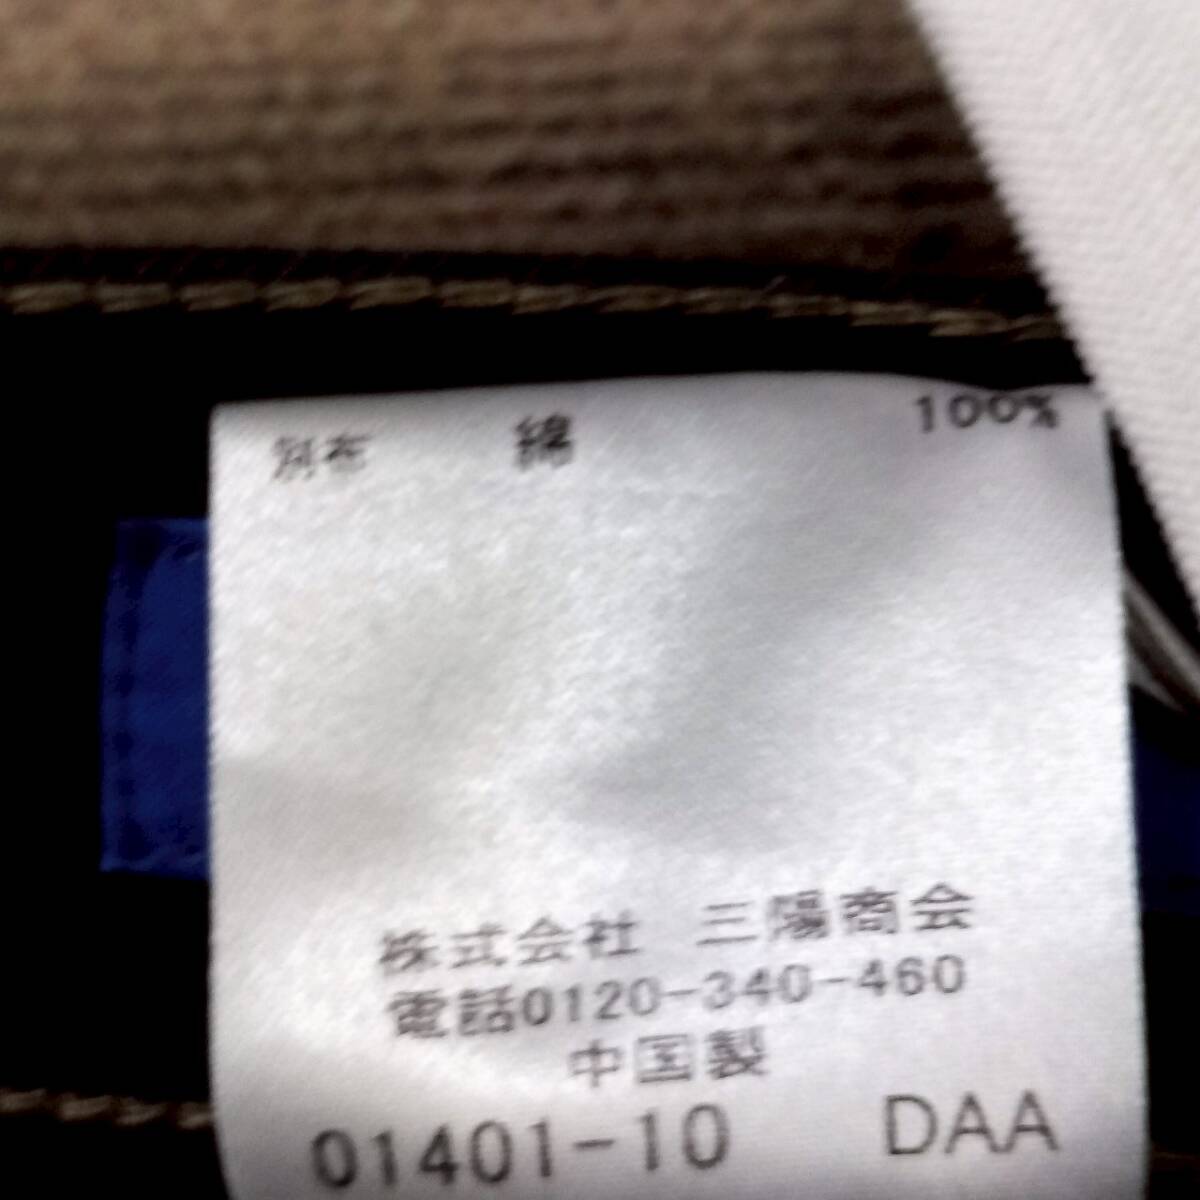 別布 綿 100%
株式会社 三陽商会
電話0120-340-460
中国製
01401-10 DAA